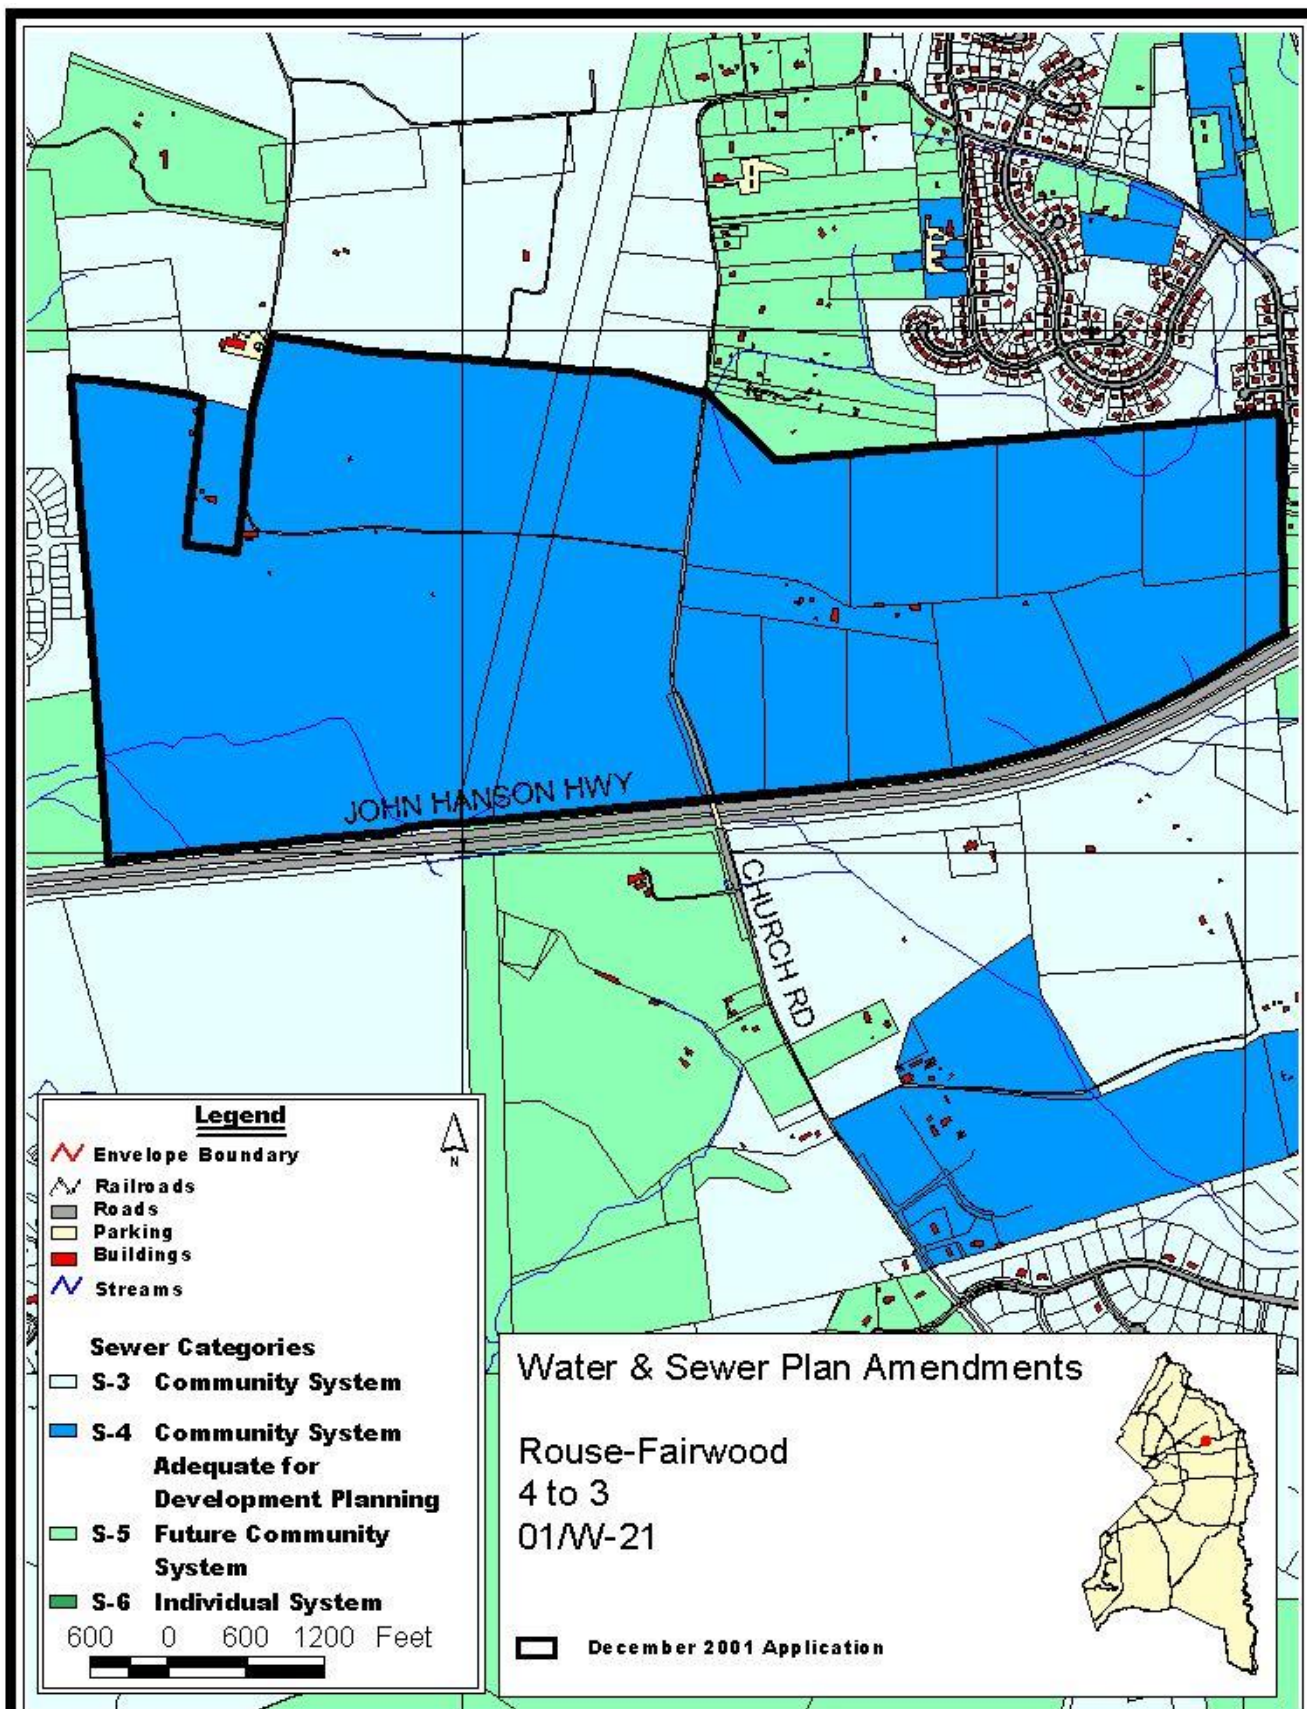 1
JOHN HANSON HWY
CHURCH RD
Legend
N
Envelope Boundary
Railroads
Roads
Parking
Buildings
Streams
Sewer Categories
S-3 Community System
S-4 Community System
Adequate for
Development Planning
S-5 Future Community
System
S-6 Individual System
600 0 600 1200 Feet
Water & Sewer Plan Amendments
Rouse-Fairwood
4 to 3
01/W-21
December 2001 Application